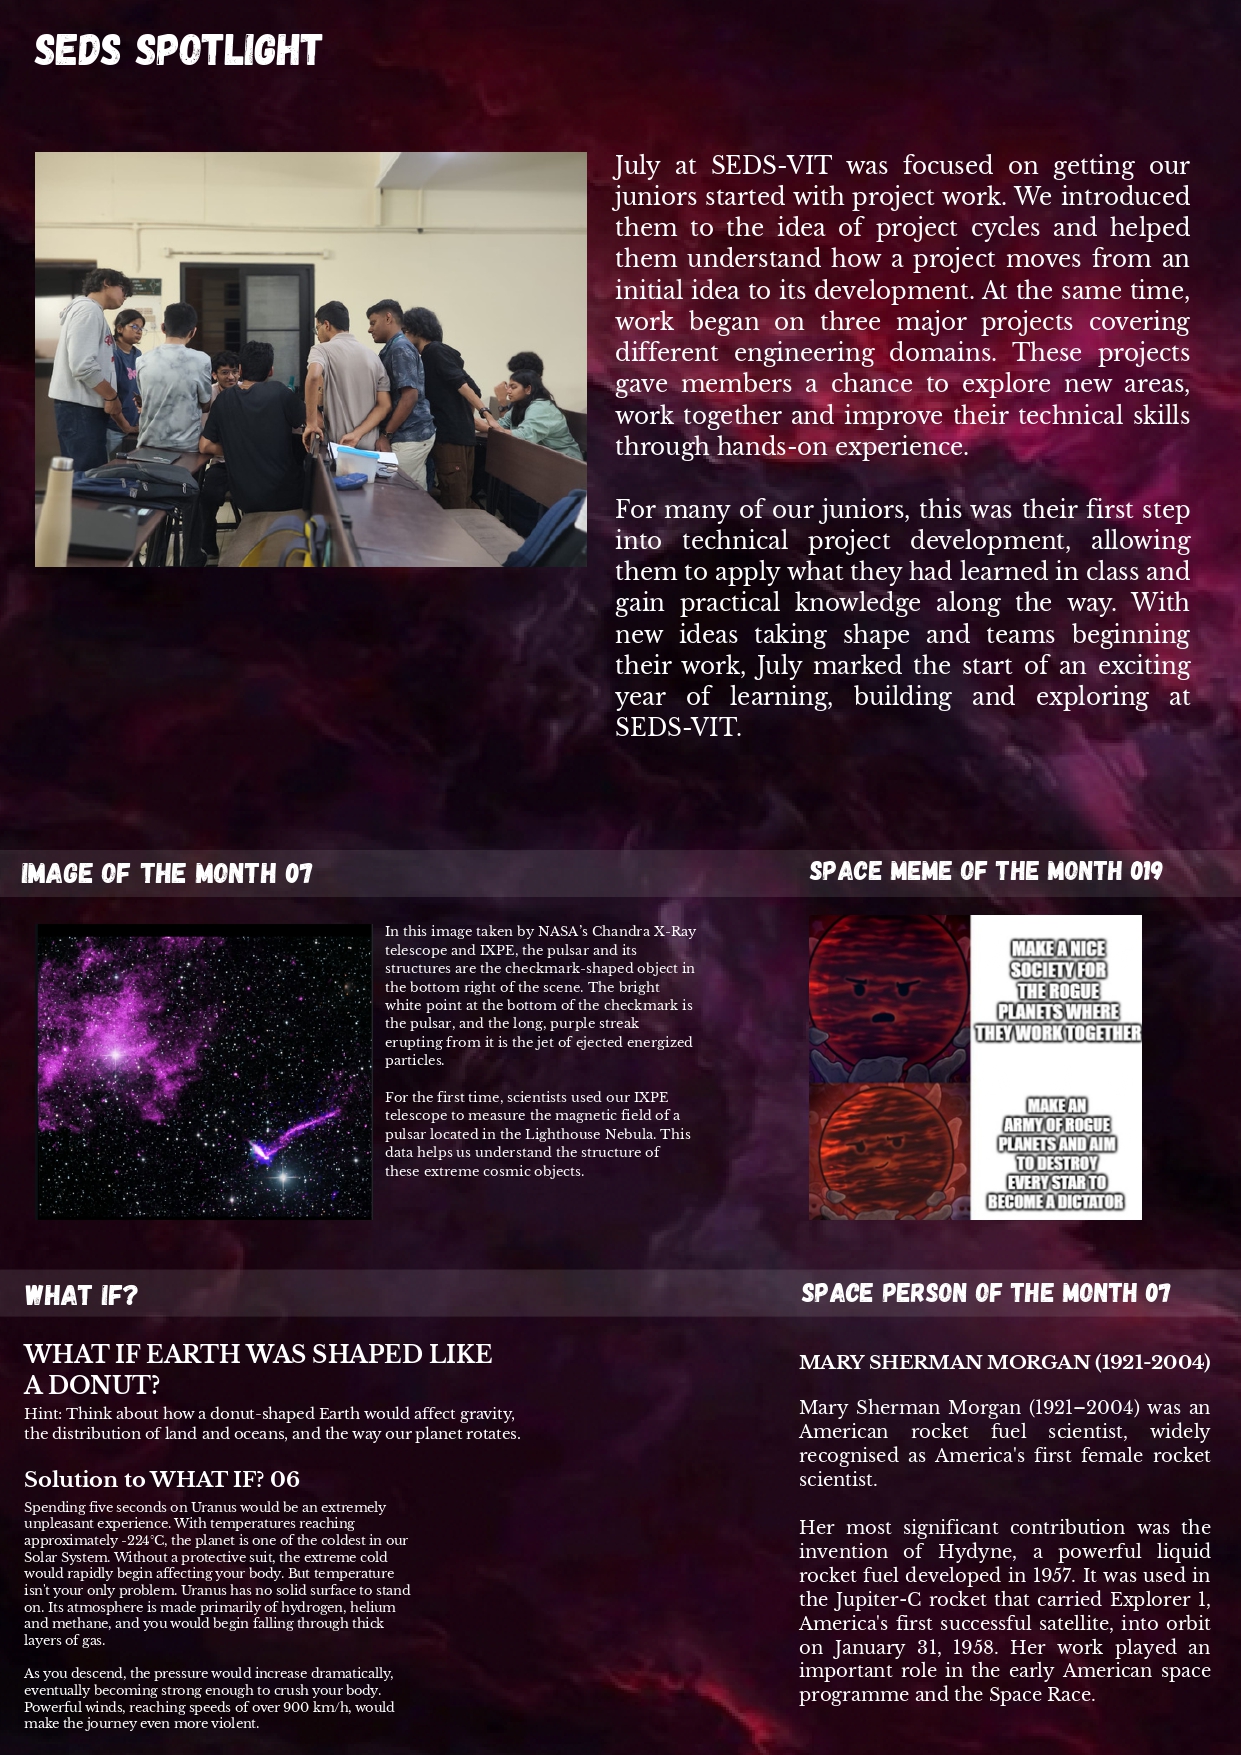 SEDS SPOTLIGHT
July at SEDS-VIT was focused on getting our
juniors started with project work. We introduced
them to the idea of project cycles and helped
them understand how a project moves from an
initial idea to its development. At the same time,
work began on three major projects covering
different engineering domains. These projects
gave members a chance to explore new areas,
work together and improve their technical skills
through hands-on experience.
For many of our juniors, this was their first step
into technical project development, allowing
them to apply what they had learned in class and
gain practical knowledge along the way. With
new ideas taking shape and teams beginning
their work, July marked the start of an exciting
year of learning, building and exploring at
SEDS-VIT.
IMAGE OF THE MONTH 07
In this image taken by NASA's Chandra X-Ray
telescope and IXPE, the pulsar and its
structures are the checkmark-shaped object in
the bottom right of the scene. The bright
white point at the bottom of the checkmark is
the pulsar, and the long, purple streak
erupting from it is the jet of ejected energized
particles.
For the first time, scientists used our IXPE
telescope to measure the magnetic field of a
pulsar located in the Lighthouse Nebula. This
data helps us understand the structure of
these extreme cosmic objects.
SPACE MEME OF THE MONTH 019
MAKE A NICE
SOCIETY FOR
THE ROGUE
PLANETS WHERE
THEY WORK TOGETHER
MAKE AN
ARMY OF ROGUE
PLANETS AND AIM
TO DESTROY
EVERY STAR TO
BECOME A DICTATOR
WHAT IF?
WHAT IF EARTH WAS SHAPED LIKE
A DONUT?
Hint: Think about how a donut-shaped Earth would affect gravity,
the distribution of land and oceans, and the way our planet rotates.
Solution to WHAT IF? 06
Spending five seconds on Uranus would be an extremely
unpleasant experience. With temperatures reaching
approximately -224°C, the planet is one of the coldest in our
Solar System. Without a protective suit, the extreme cold
would rapidly begin affecting your body. But temperature
isn't your only problem. Uranus has no solid surface to stand
on. Its atmosphere is made primarily of hydrogen, helium
and methane, and you would begin falling through thick
layers of gas.
As you descend, the pressure would increase dramatically,
eventually becoming strong enough to crush your body.
Powerful winds, reaching speeds of over 900 km/h, would
make the journey even more violent.
SPACE PERSON OF THE MONTH 07
MARY SHERMAN MORGAN (1921-2004)
Mary Sherman Morgan (1921–2004) was an
American rocket fuel scientist, widely
recognised as America's first female rocket
scientist.
Her most significant contribution was the
invention of Hydyne, a powerful liquid
rocket fuel developed in 1957. It was used in
the Jupiter-C rocket that carried Explorer 1,
America's first successful satellite, into orbit
on January 31, 1958. Her work played an
important role in the early American space
programme and the Space Race.